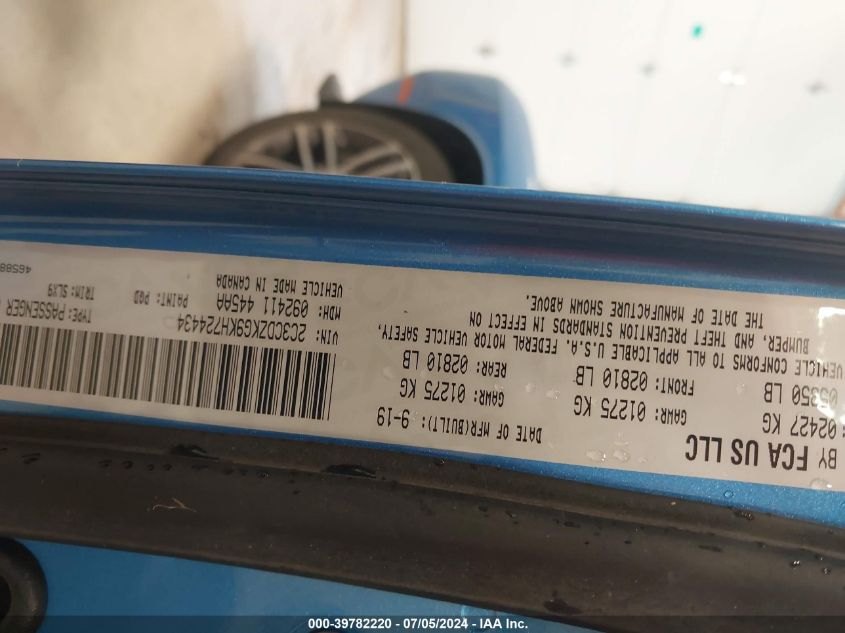 BY FCA US LLC
DATE OF MFR(BUILT): 9-19
02427 KG
GAWR: 01275 KG
GAWR: 01275 KG
05350 LB
FRONT: 02810 LB
REAR: 02810 LB
VEHICLE CONFORMS TO ALL APPLICABLE U.S.A. FEDERAL MOTOR VEHICLE SAFETY,
BUMPER, AND THEFT PREVENTION STANDARDS IN EFFECT ON
THE DATE OF MANUFACTURE SHOWN ABOVE.
VIN: 2C3CDZKG9KH724434
TYPE: PASSENGER
MDH: 092411 445AA
PAINT: PQD
TRIM: SLX9
VEHICLE MADE IN CANADA
000-39782220 - 07/05/2024 - IAA Inc.